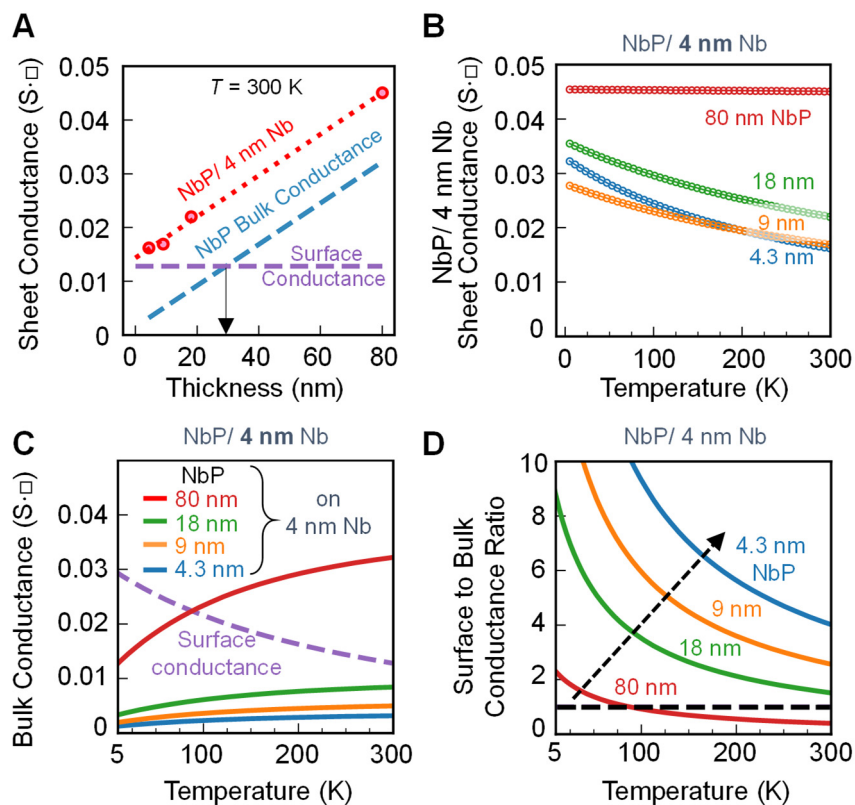 A
Sheet Conductance (S·□)
0.05
0.04
0.03
0.02
0.01
0
T = 300 K
NbP/ 4 nm Nb
NbP Bulk Conductance
Surface
Conductance
0
20
40
60
80
Thickness (nm)
B
NbP/ 4 nm Nb
NbP/ 4 nm Nb
Sheet Conductance (S·□)
0.05
0.04
0.03
0.02
0.01
0
80 nm NbP
18 nm
9 nm
4.3 nm
0
100
200
300
Temperature (K)
C
NbP/ 4 nm Nb
Bulk Conductance (S·□)
0.04
0.03
0.02
0.01
0
NbP
80 nm
18 nm
9 nm
4.3 nm
on
4 nm Nb
Surface
conductance
5
100
200
300
Temperature (K)
D
NbP/ 4 nm Nb
Surface to Bulk
Conductance Ratio
10
8
6
4
2
0
4.3 nm
NbP
9 nm
18 nm
80 nm
5
100
200
300
Temperature (K)